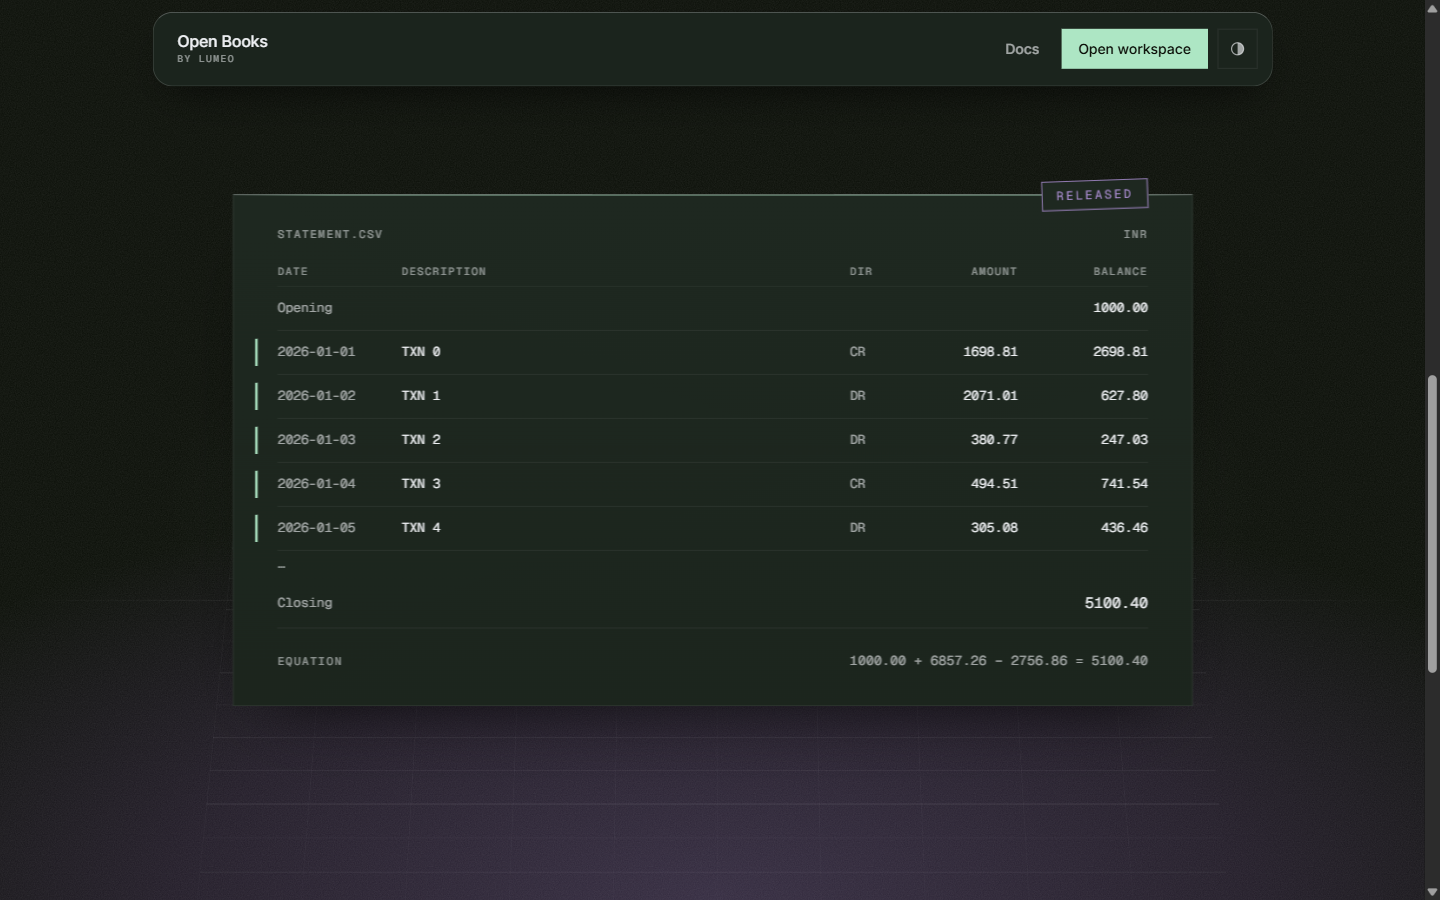 Open Books
BY LUMEO
Docs
Open workspace
RELEASED
STATEMENT.CSV INR
DATE DESCRIPTION DIR AMOUNT BALANCE
Opening 1000.00
2026-01-01 TXN 0 CR 1698.81 2698.81
2026-01-02 TXN 1 DR 2071.01 627.80
2026-01-03 TXN 2 DR 380.77 247.03
2026-01-04 TXN 3 CR 494.51 741.54
2026-01-05 TXN 4 DR 305.08 436.46
—
Closing 5100.40
EQUATION 1000.00 + 6857.26 − 2756.86 = 5100.40